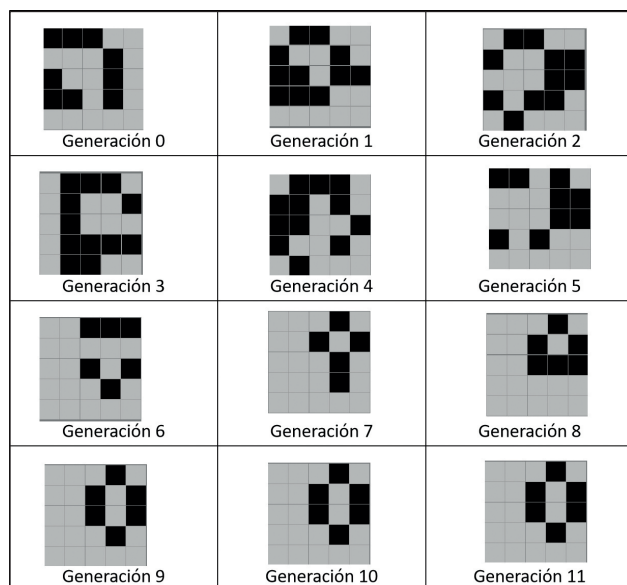 Generación 0
Generación 1
Generación 2
Generación 3
Generación 4
Generación 5
Generación 6
Generación 7
Generación 8
Generación 9
Generación 10
Generación 11